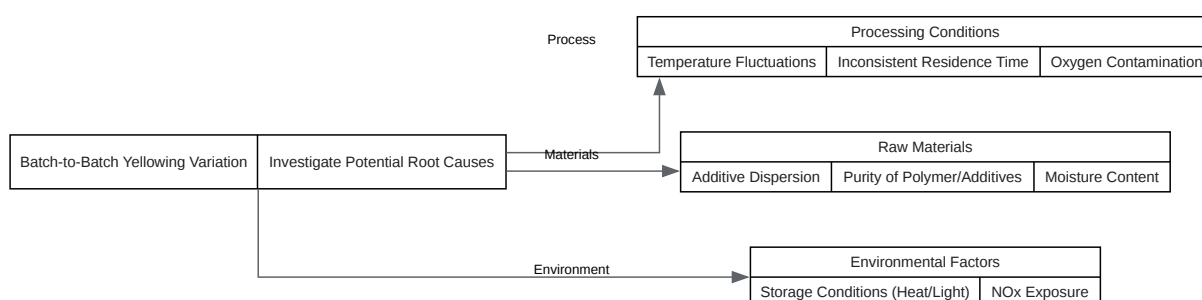 Process
Processing Conditions
Temperature Fluctuations Inconsistent Residence Time Oxygen Contamination
Batch-to-Batch Yellowing Variation Investigate Potential Root Causes
Materials
Raw Materials
Additive Dispersion Purity of Polymer/Additives Moisture Content
Environment
Environmental Factors
Storage Conditions (Heat/Light) NOx Exposure